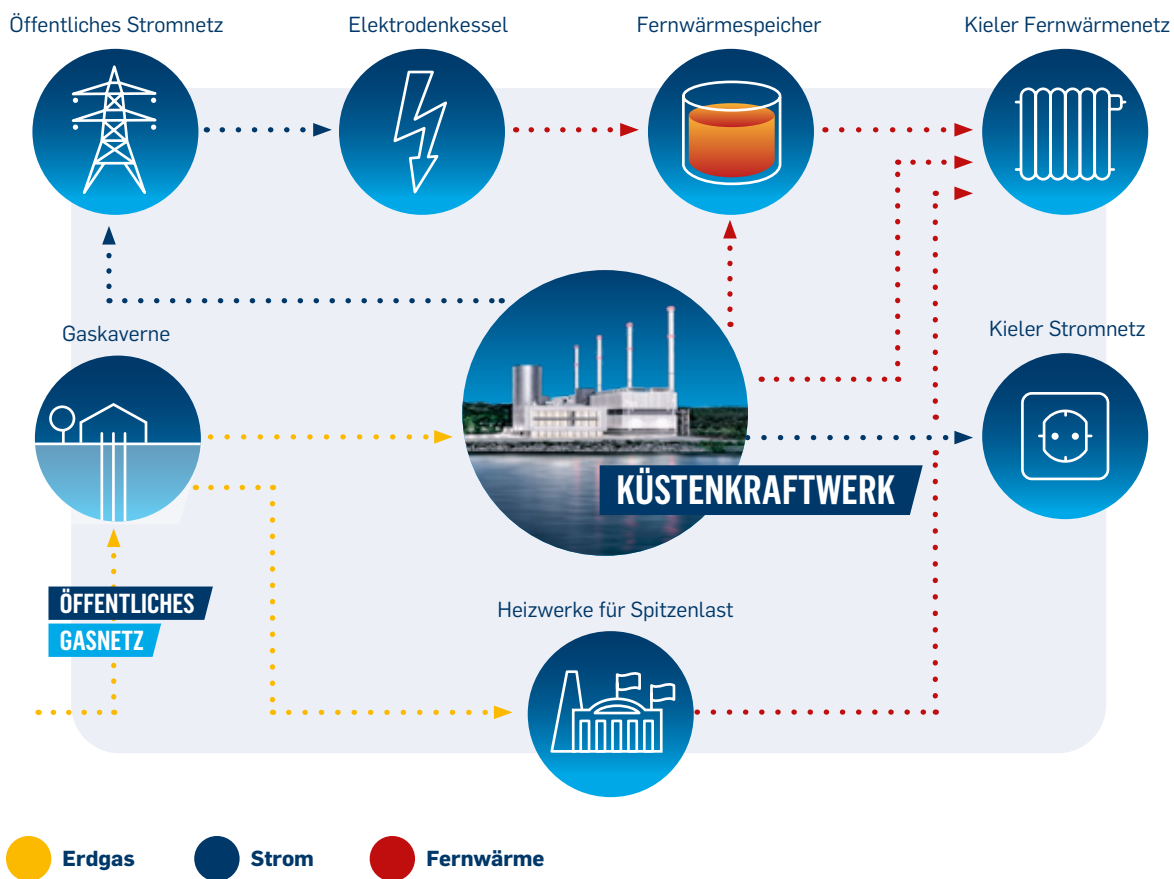 Öffentliches Stromnetz
Elektrodenkessel
Fernwärmespeicher
Kieler Fernwärmenetz
Gaskaverne
Kieler Stromnetz
KÜSTENKRAFTWERK
ÖFFENTLICHES
GASNETZ
Heizwerke für Spitzenlast
Erdgas
Strom
Fernwärme